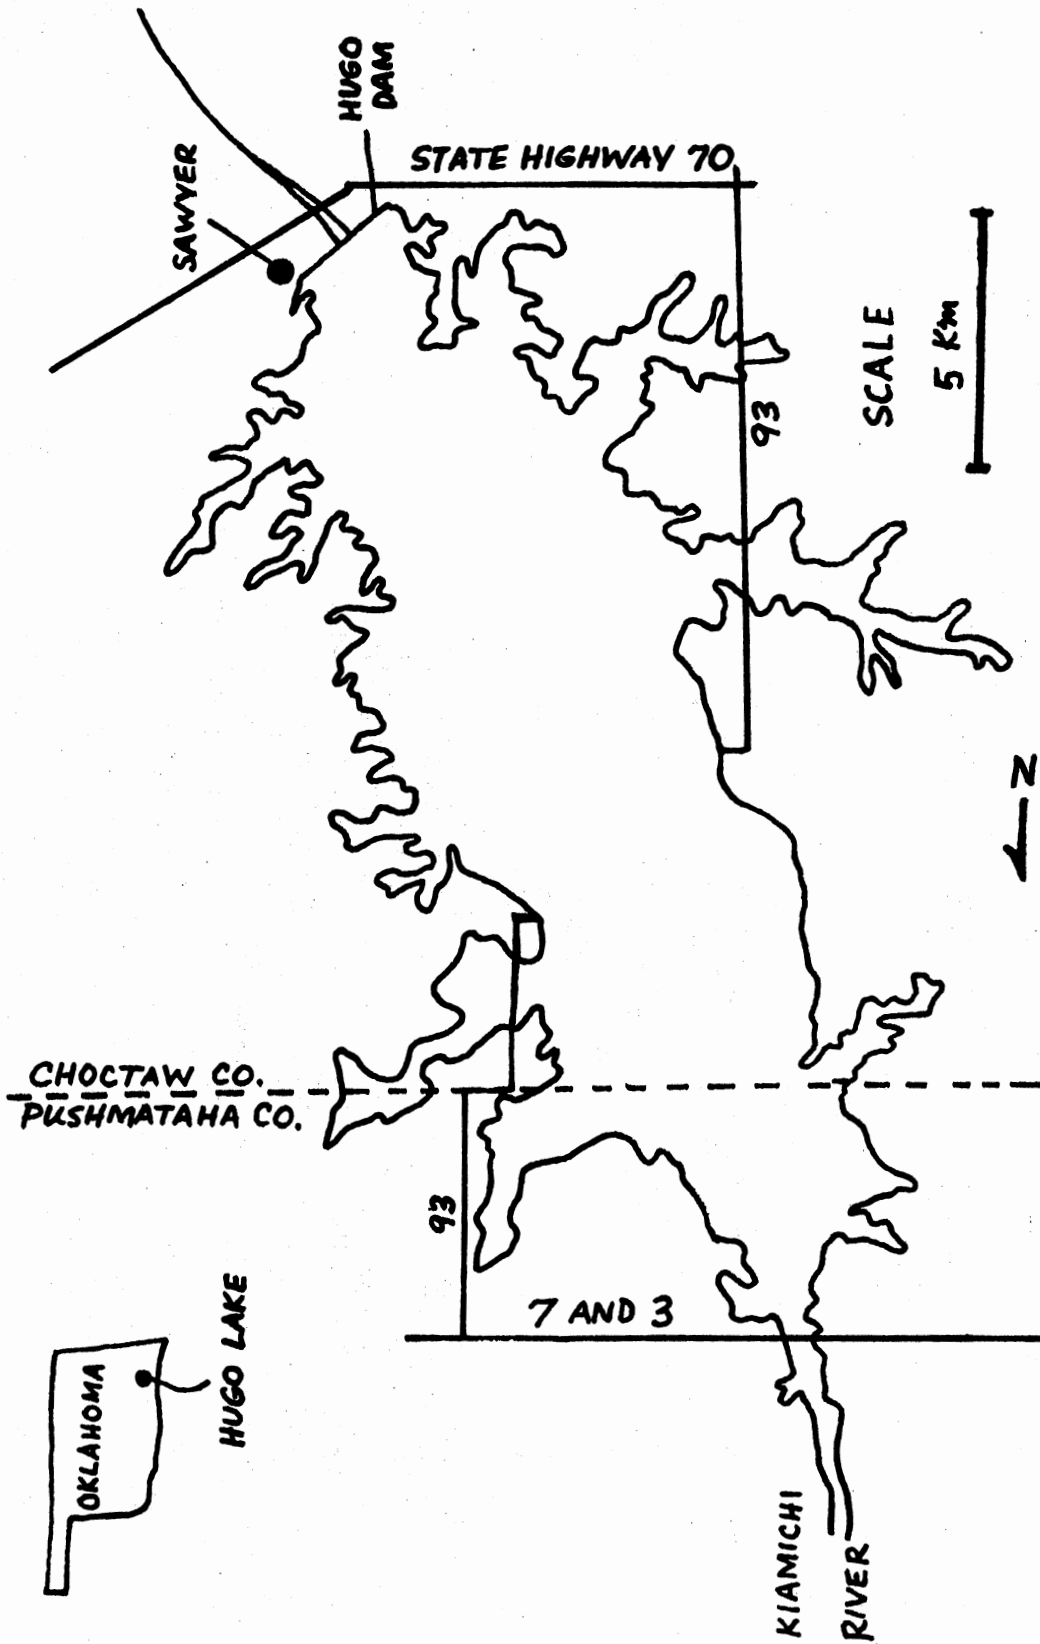 HUGO
DAM
SAWYER
STATE HIGHWAY 70
93
SCALE
5 Km
N
CHOCTAW CO.
PUSHMATAHA CO.
93
7 AND 3
OKLAHOMA
HUGO LAKE
KIAMICHI
RIVER